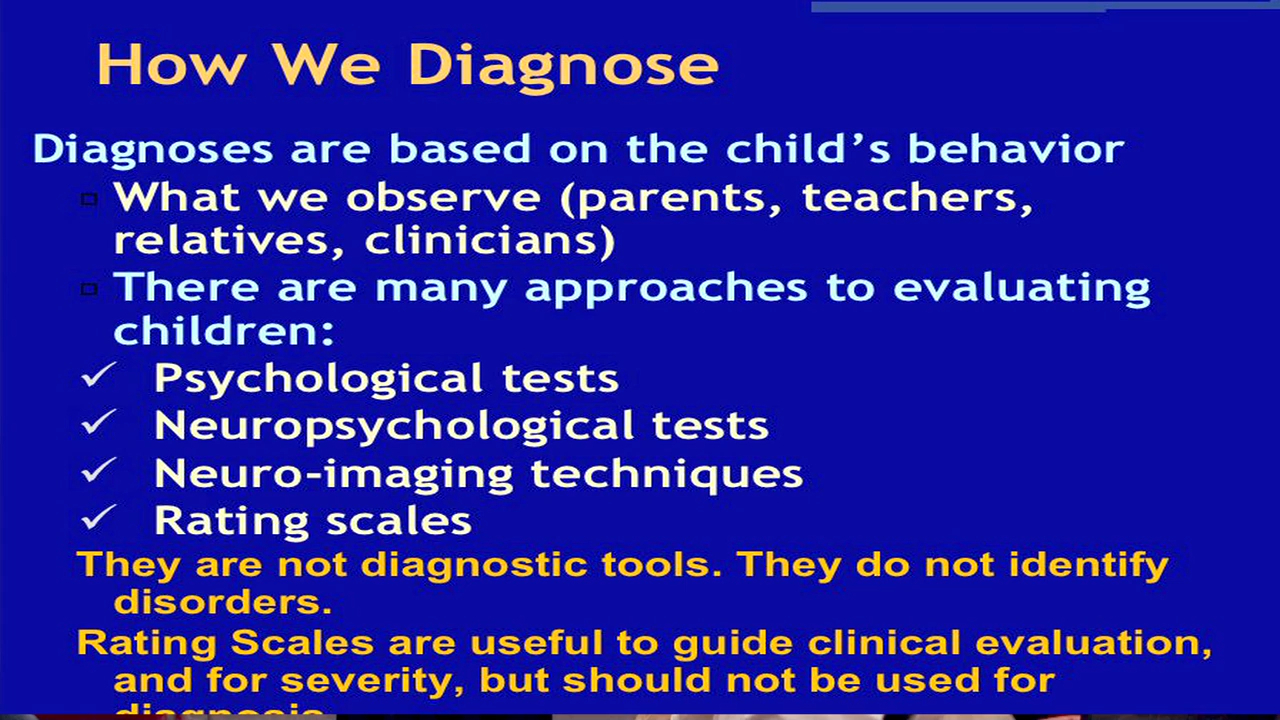 How We Diagnose
Diagnoses are based on the child’s behavior
What we observe (parents, teachers,
relatives, clinicians)
There are many approaches to evaluating
children:
Psychological tests
Neuropsychological tests
Neuro-imaging techniques
Rating scales
They are not diagnostic tools. They do not identify
disorders.
Rating Scales are useful to guide clinical evaluation,
and for severity, but should not be used for
diagnosis